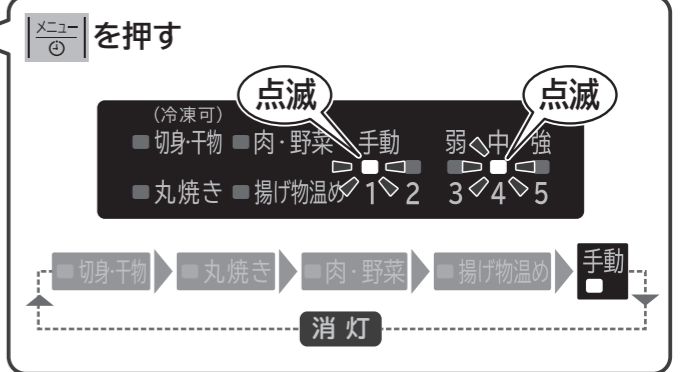 メニュー を押す
点滅 点滅
(冷凍可)
切身・干物 肉・野菜 手動 弱 中 強
丸焼き 揚げ物温め 1 2 3 4 5
切身・干物 丸焼き 肉・野菜 揚げ物温め 手動
消灯